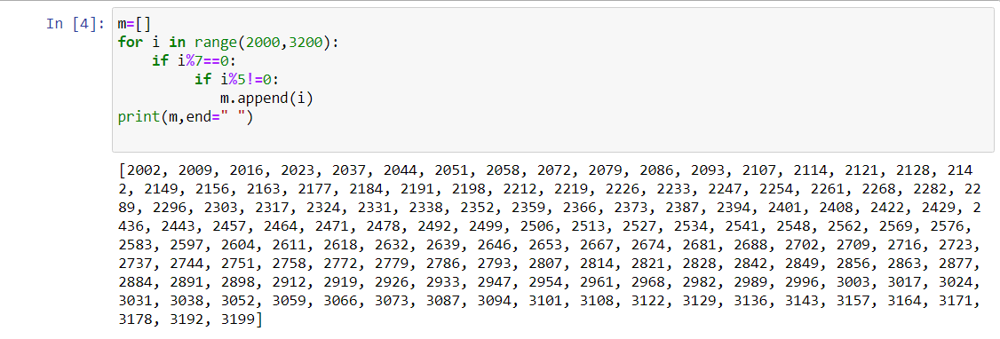 In [4]: m=[]
for i in range(2000,3200):
    if i%7==0:
         if i%5!=0:
            m.append(i)
print(m,end=" ")
[2002, 2009, 2016, 2023, 2037, 2044, 2051, 2058, 2072, 2079, 2086, 2093, 2107, 2114, 2121, 2128, 214
2, 2149, 2156, 2163, 2177, 2184, 2191, 2198, 2212, 2219, 2226, 2233, 2247, 2254, 2261, 2268, 2282, 22
89, 2296, 2303, 2317, 2324, 2331, 2338, 2352, 2359, 2366, 2373, 2387, 2394, 2401, 2408, 2422, 2429, 2
436, 2443, 2457, 2464, 2471, 2478, 2492, 2499, 2506, 2513, 2527, 2534, 2541, 2548, 2562, 2569, 2576,
2583, 2597, 2604, 2611, 2618, 2632, 2639, 2646, 2653, 2667, 2674, 2681, 2688, 2702, 2709, 2716, 2723,
2737, 2744, 2751, 2758, 2772, 2779, 2786, 2793, 2807, 2814, 2821, 2828, 2842, 2849, 2856, 2863, 2877,
2884, 2891, 2898, 2912, 2919, 2926, 2933, 2947, 2954, 2961, 2968, 2982, 2989, 2996, 3003, 3017, 3024,
3031, 3038, 3052, 3059, 3066, 3073, 3087, 3094, 3101, 3108, 3122, 3129, 3136, 3143, 3157, 3164, 3171,
3178, 3192, 3199]